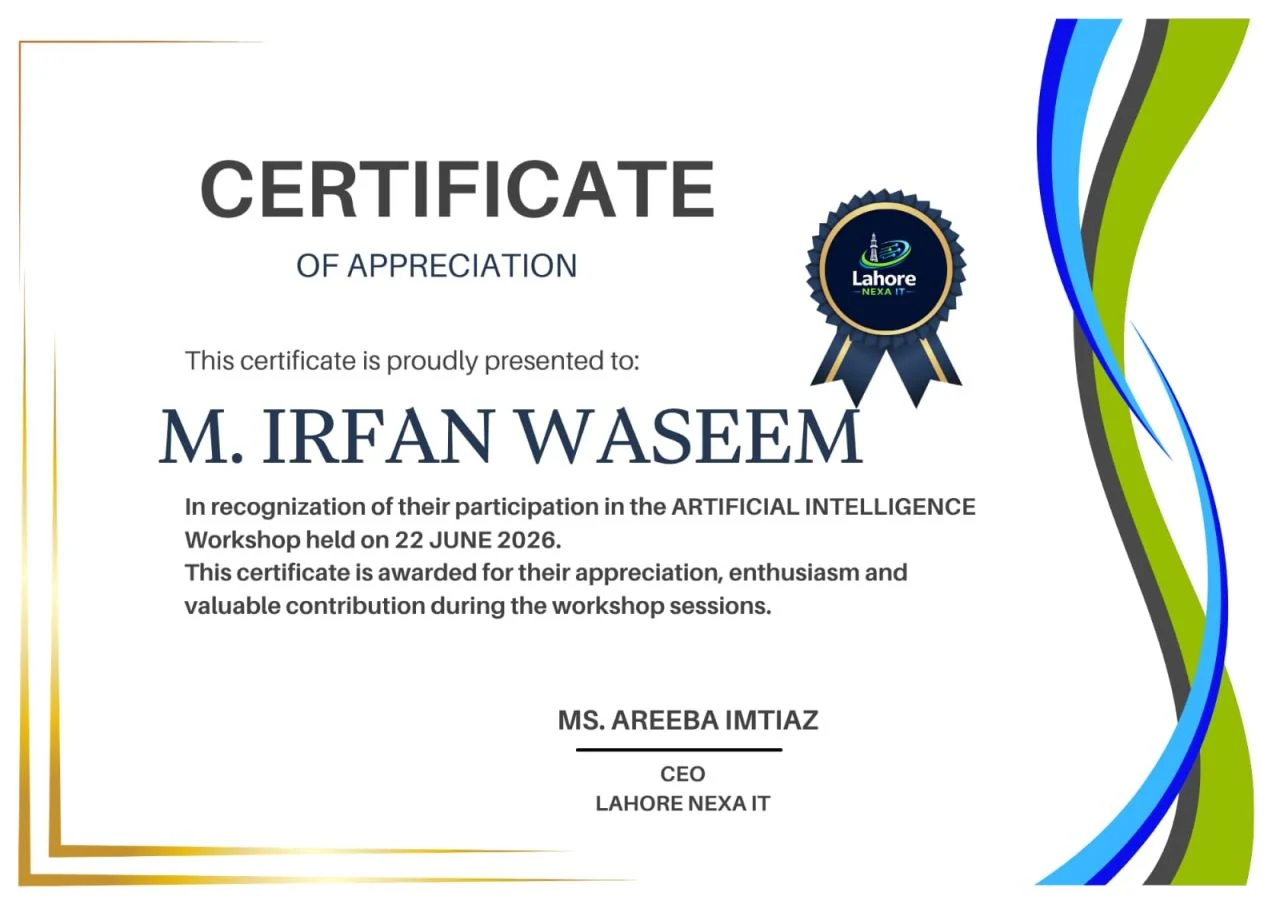 CERTIFICATE
OF APPRECIATION
Lahore
NEXA IT
This certificate is proudly presented to:
M. IRFAN WASEEM
In recognization of their participation in the ARTIFICIAL INTELLIGENCE
Workshop held on 22 JUNE 2026.
This certificate is awarded for their appreciation, enthusiasm and
valuable contribution during the workshop sessions.
MS. AREEBA IMTIAZ
CEO
LAHORE NEXA IT